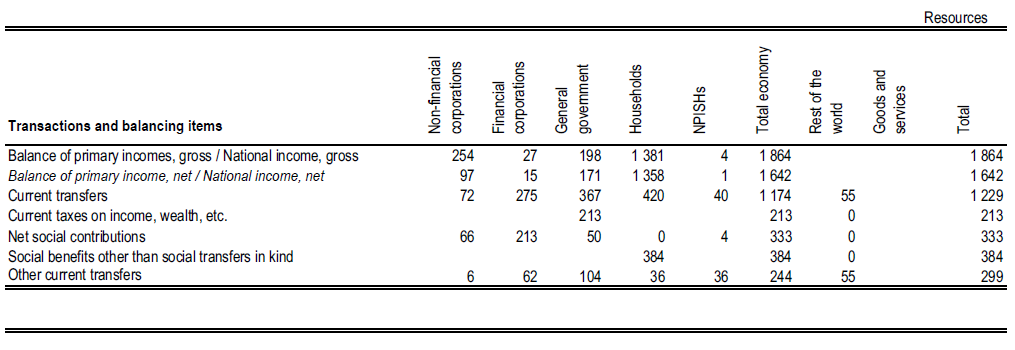 Resources
Transactions and balancing items Non-financial corporations Financial corporations General government Households NPISHs Total economy Rest of the world Goods and services Total
Balance of primary incomes, gross / National income, gross 254 27 198 1 381 4 1 864 1 864
Balance of primary income, net / National income, net 97 15 171 1 358 1 1 642 1 642
Current transfers 72 275 367 420 40 1 174 55 1 229
Current taxes on income, wealth, etc. 213 213 0 213
Net social contributions 66 213 50 0 4 333 0 333
Social benefits other than social transfers in kind 384 384 0 384
Other current transfers 6 62 104 36 36 244 55 299